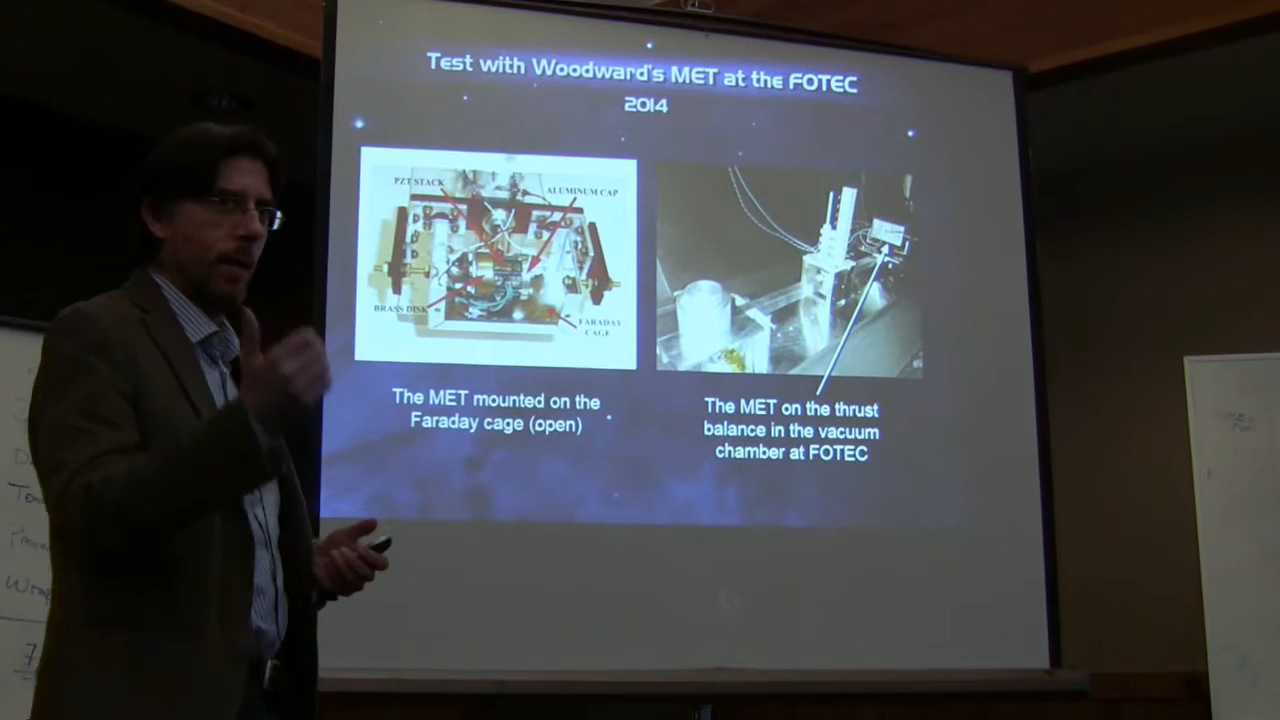 Test with Woodward's MET at the FOTEC
2014
PZT STACK
ALUMINUM CAP
BRASS DISK
FARADAY
CAGE
The MET mounted on the
Faraday cage (open)
The MET on the thrust
balance in the vacuum
chamber at FOTEC
7